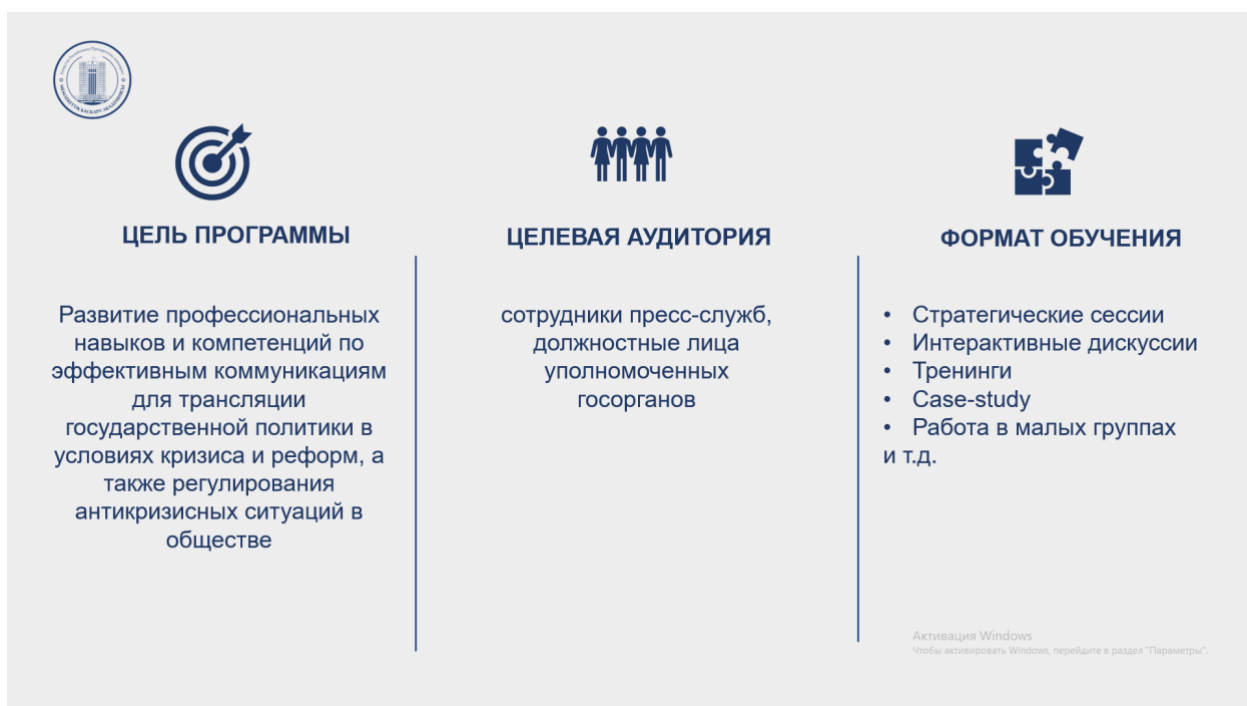 ЦЕЛЬ ПРОГРАММЫ
Развитие профессиональных
навыков и компетенций по
эффективным коммуникациям
для трансляции
государственной политики в
условиях кризиса и реформ, а
также регулирования
антикризисных ситуаций в
обществе
ЦЕЛЕВАЯ АУДИТОРИЯ
сотрудники пресс-служб,
должностные лица
уполномоченных
госорганов
ФОРМАТ ОБУЧЕНИЯ
• Стратегические сессии
• Интерактивные дискуссии
• Тренинги
• Case-study
• Работа в малых группах
и т.д.
Активация Windows
Чтобы активировать Windows, перейдите в раздел "Параметры".